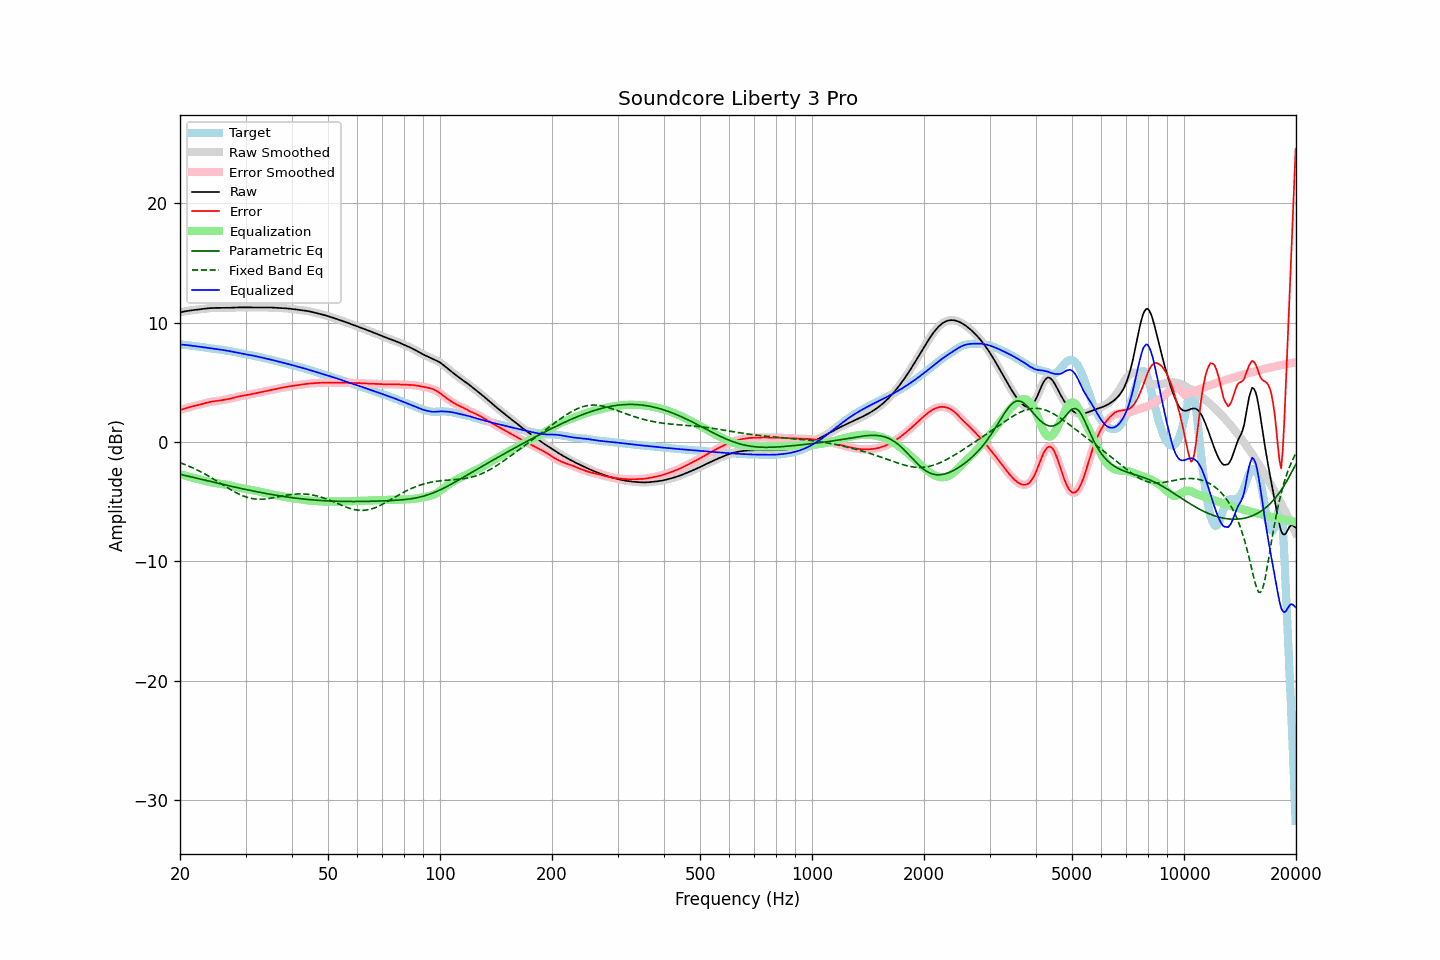 Soundcore Liberty 3 Pro
Target
Raw Smoothed
Error Smoothed
Raw
Error
Equalization
Parametric Eq
Fixed Band Eq
Equalized
Amplitude (dBr)
20
10
0
−10
−20
−30
20
50
100
200
500
1000
2000
5000
10000
20000
Frequency (Hz)